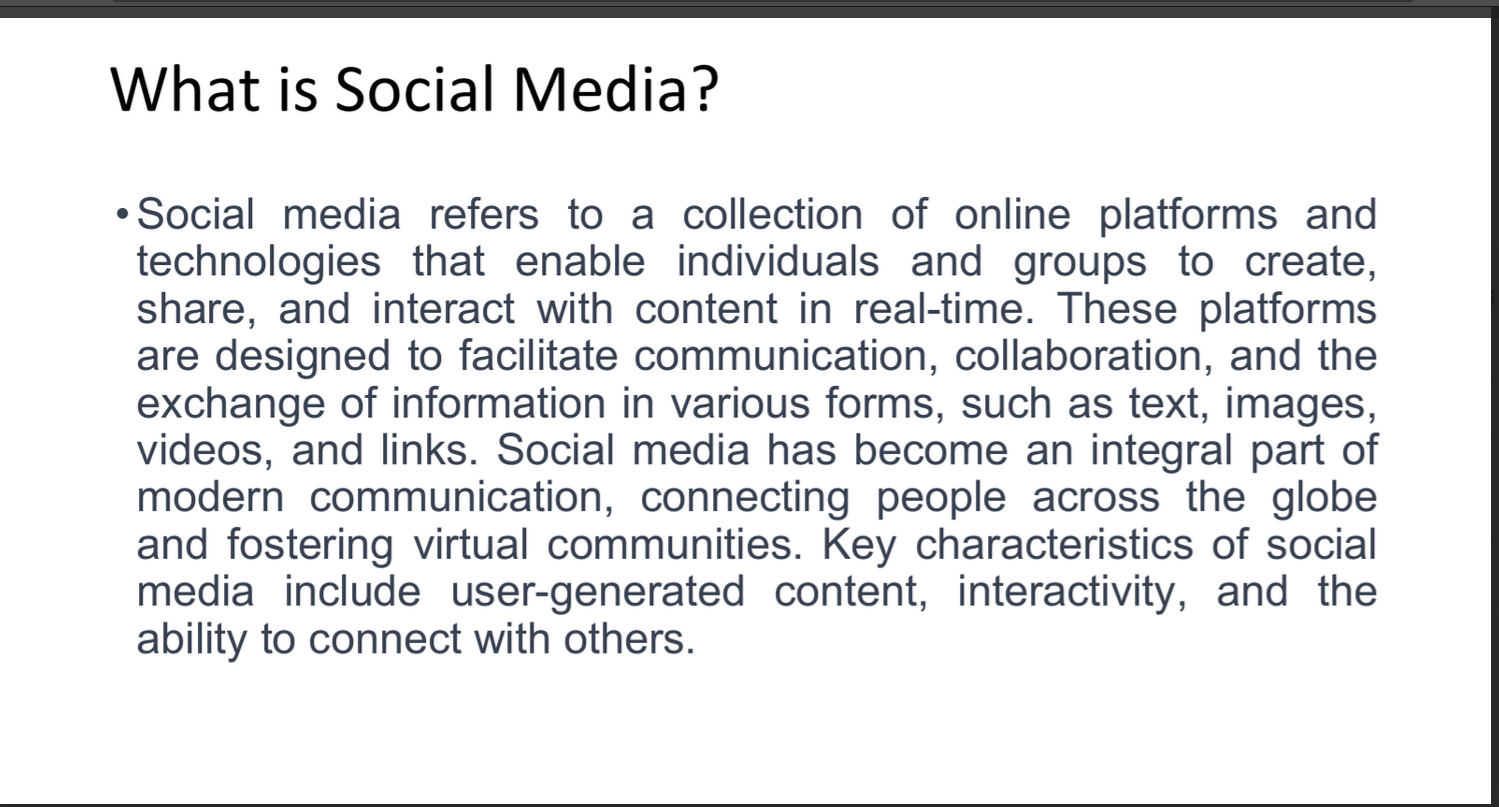 What is Social Media?
•Social media refers to a collection of online platforms and
technologies that enable individuals and groups to create,
share, and interact with content in real-time. These platforms
are designed to facilitate communication, collaboration, and the
exchange of information in various forms, such as text, images,
videos, and links. Social media has become an integral part of
modern communication, connecting people across the globe
and fostering virtual communities. Key characteristics of social
media include user-generated content, interactivity, and the
ability to connect with others.